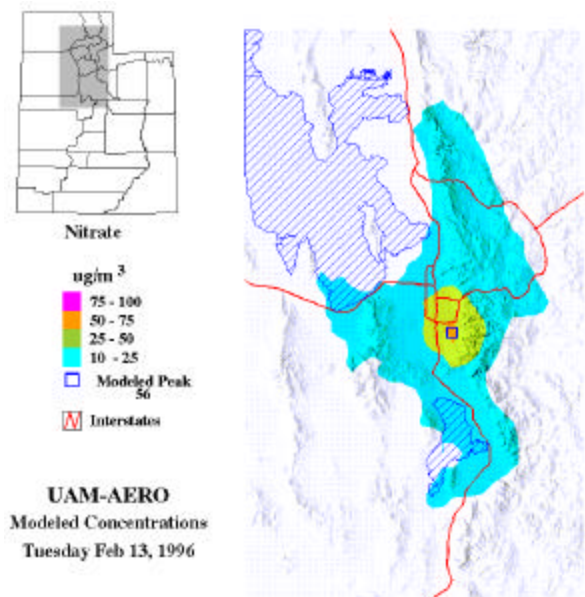 Nitrate
ug/m 3
75 - 100
50 - 75
25 - 50
10 - 25
Modeled Peak
56
Interstates
UAM-AERO
Modeled Concentrations
Tuesday Feb 13, 1996